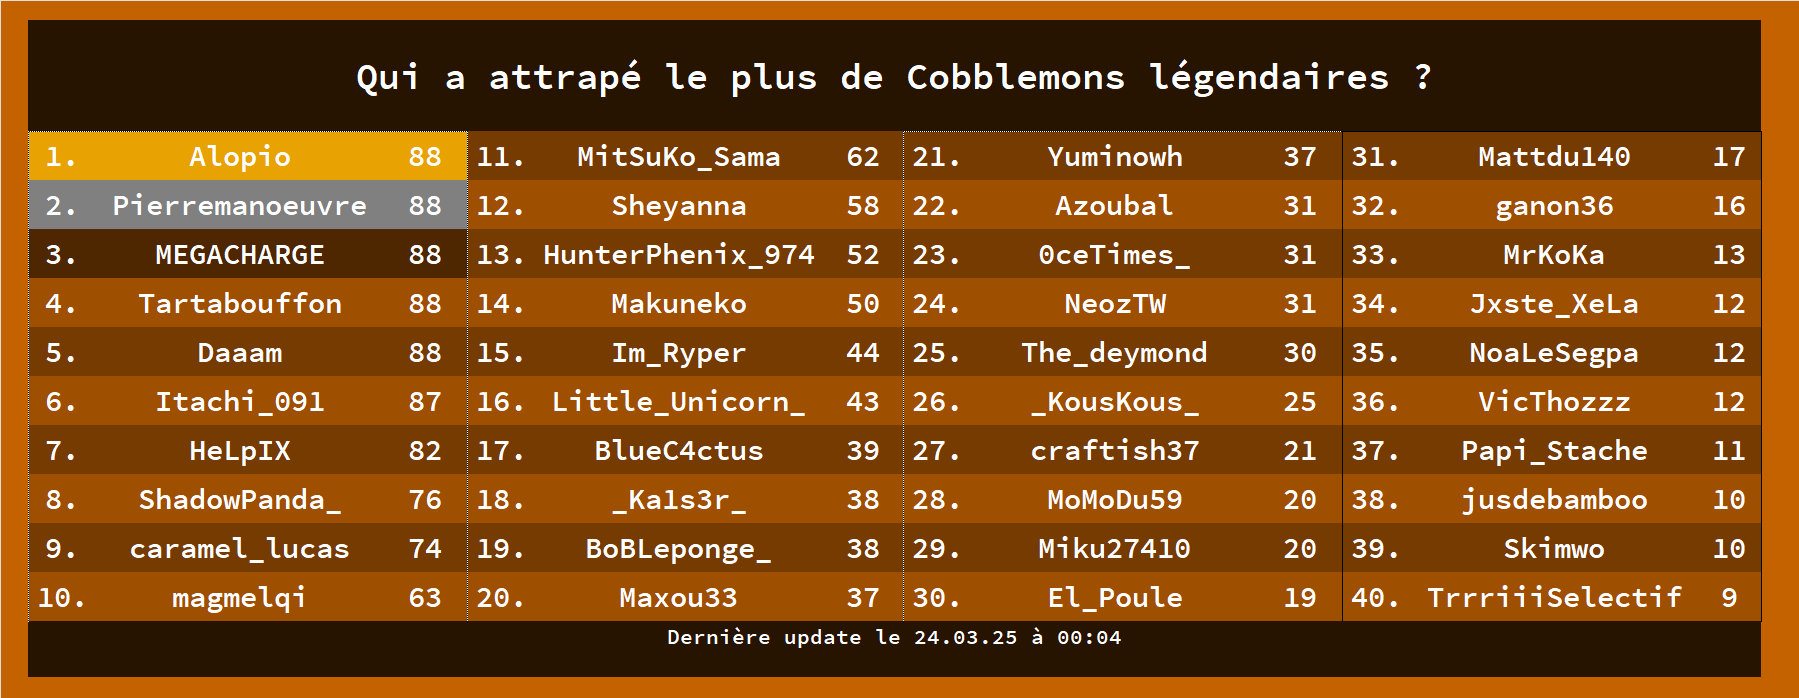 Qui a attrapé le plus de Cobblemons légendaires ?
1. Alopio 88 11. MitSuKo_Sama 62 21. Yuminowh 37 31. Mattdu140 17
2. Pierremanoeuvre 88 12. Sheyanna 58 22. Azoubal 31 32. ganon36 16
3. MEGACHARGE 88 13. HunterPhenix_974 52 23. 0ceTimes_ 31 33. MrKoKa 13
4. Tartabouffon 88 14. Makuneko 50 24. NeozTW 31 34. Jxste_XeLa 12
5. Daaam 88 15. Im_Ryper 44 25. The_deymond 30 35. NoaLeSegpa 12
6. Itachi_091 87 16. Little_Unicorn_ 43 26. _KousKous_ 25 36. VicThozzz 12
7. HeLpIX 82 17. BlueC4ctus 39 27. craftish37 21 37. Papi_Stache 11
8. ShadowPanda_ 76 18. _Ka1s3r_ 38 28. MoMoDu59 20 38. jusdebamboo 10
9. caramel_lucas 74 19. BoBLeponge_ 38 29. Miku27410 20 39. Skimwo 10
10. magmelqi 63 20. Maxou33 37 30. El_Poule 19 40. TrrriiiSelectif 9
Dernière update le 24.03.25 à 00:04